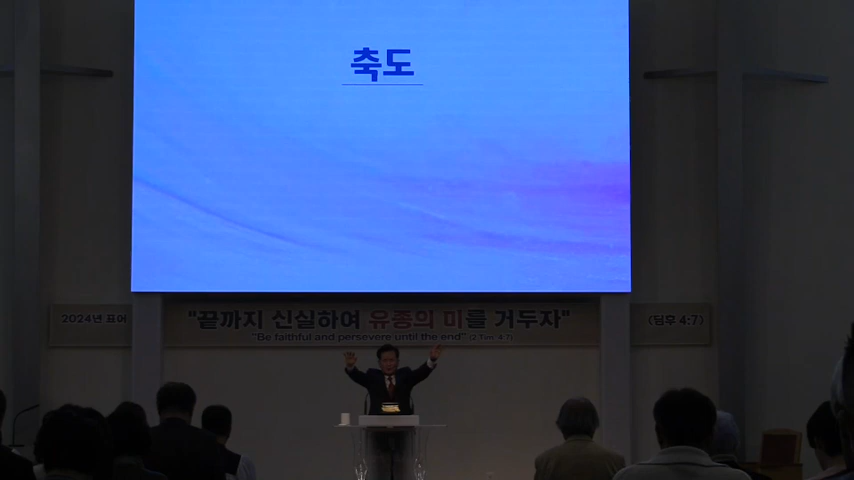 축도
2024년 표어
"끝까지 신실하여 유종의 미를 거두자"
(딤후 4:7)
"Be faithful and persevere until the end" (2 Tim. 4:7)